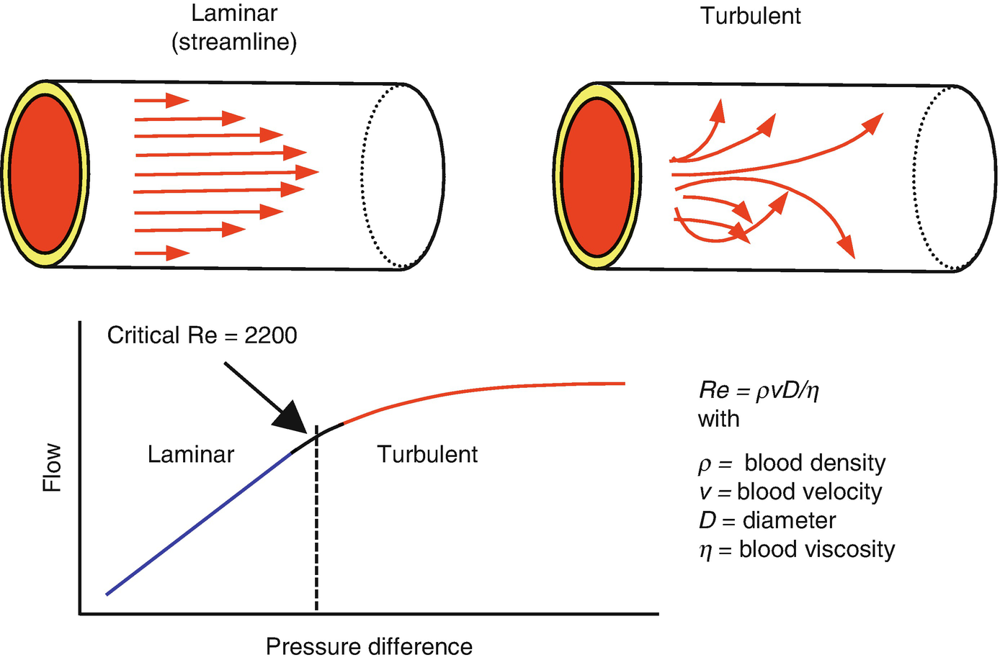 Laminar
(streamline)
Turbulent
Critical Re = 2200
Laminar
Turbulent
Flow
Pressure difference
Re = ρvD/η
with
ρ = blood density
v = blood velocity
D = diameter
η = blood viscosity